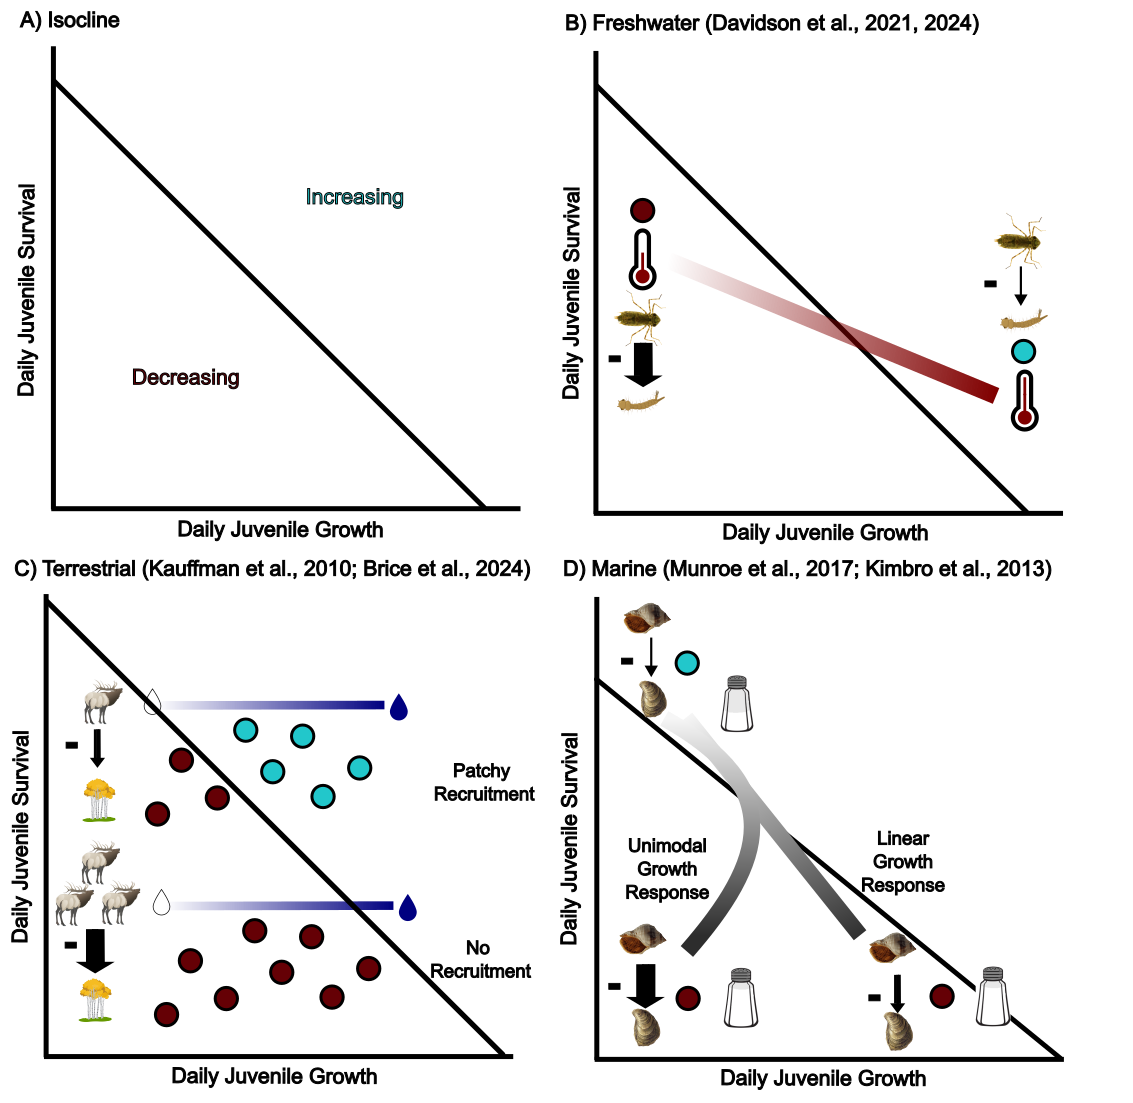 A) Isocline
Daily Juvenile Survival
Increasing
Decreasing
Daily Juvenile Growth
B) Freshwater (Davidson et al., 2021, 2024)
Daily Juvenile Survival
-
-
Daily Juvenile Growth
C) Terrestrial (Kauffman et al., 2010; Brice et al., 2024)
Daily Juvenile Survival
-
Patchy
Recruitment
-
No
Recruitment
Daily Juvenile Growth
D) Marine (Munroe et al., 2017; Kimbro et al., 2013)
Daily Juvenile Survival
-
Unimodal
Growth
Response
Linear
Growth
Response
-
-
Daily Juvenile Growth